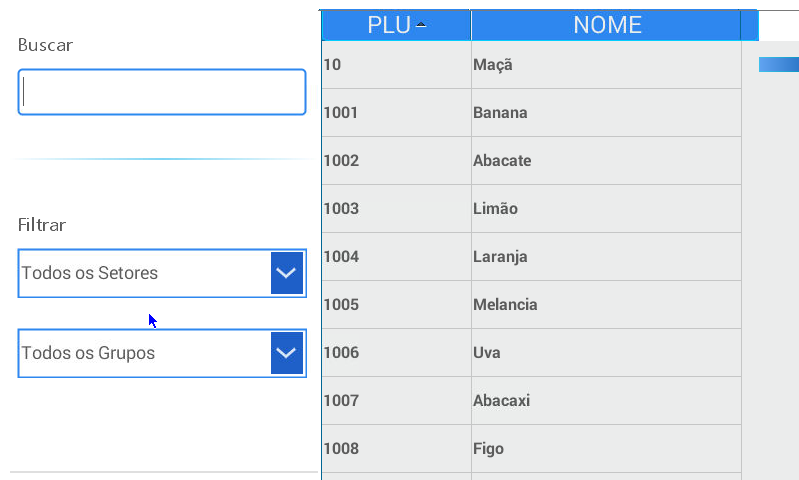 Buscar
Filtrar
Todos os Setores
Todos os Grupos
PLU NOME
10 Maçã
1001 Banana
1002 Abacate
1003 Limão
1004 Laranja
1005 Melancia
1006 Uva
1007 Abacaxi
1008 Figo